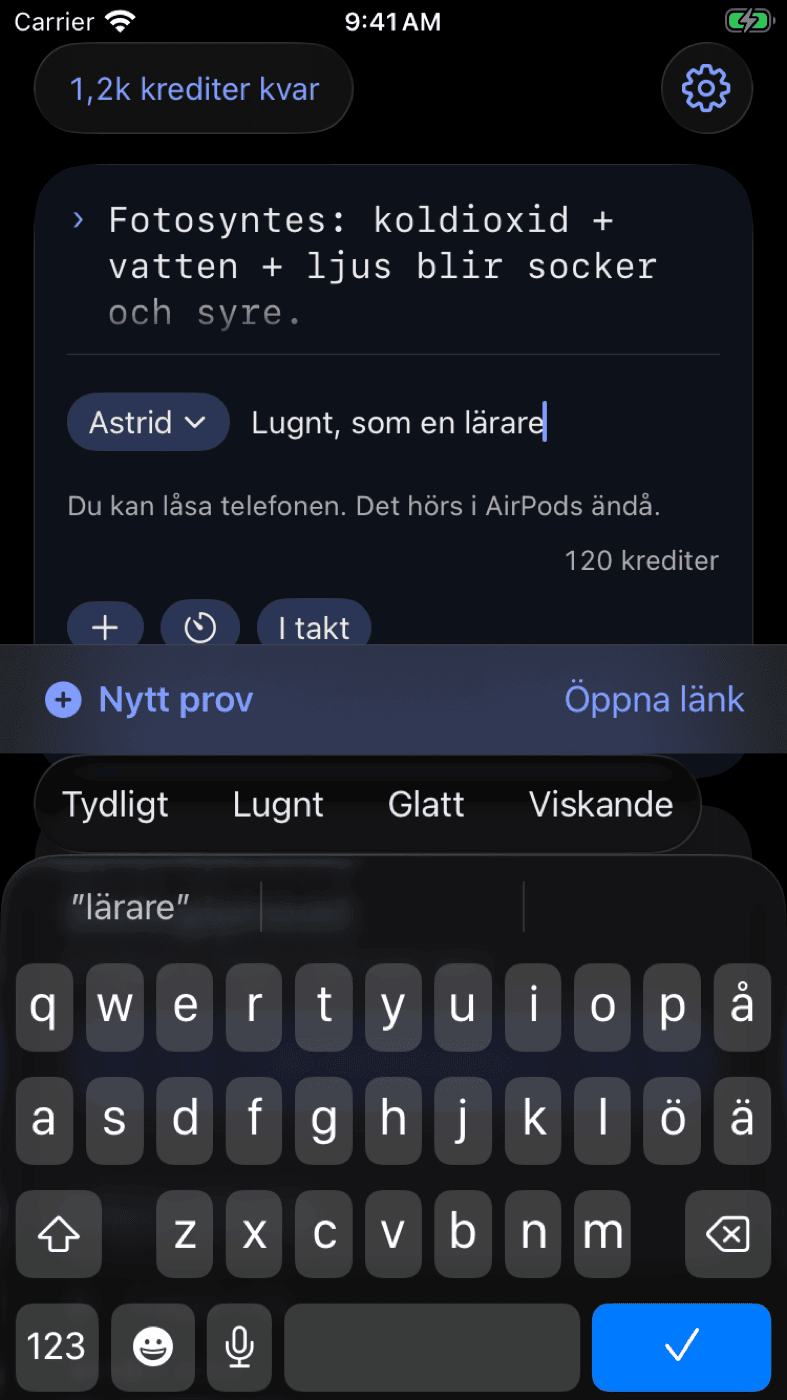 Carrier 9:41 AM
1,2k krediter kvar
Fotosyntes: koldioxid +
vatten + ljus blir socker
och syre.
Astrid Lugnt, som en lärare
Du kan låsa telefonen. Det hörs i AirPods ändå.
120 krediter
I takt
Nytt prov Öppna länk
Tydligt Lugnt Glatt Viskande
”lärare”
q w e r t y u i o p å
a s d f g h j k l ö ä
z x c v b n m
123